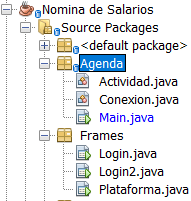 Nomina de Salarios
Source Packages
<default package>
Agenda
Actividad.java
Conexion.java
Main.java
Frames
Login.java
Login2.java
Plataforma.java